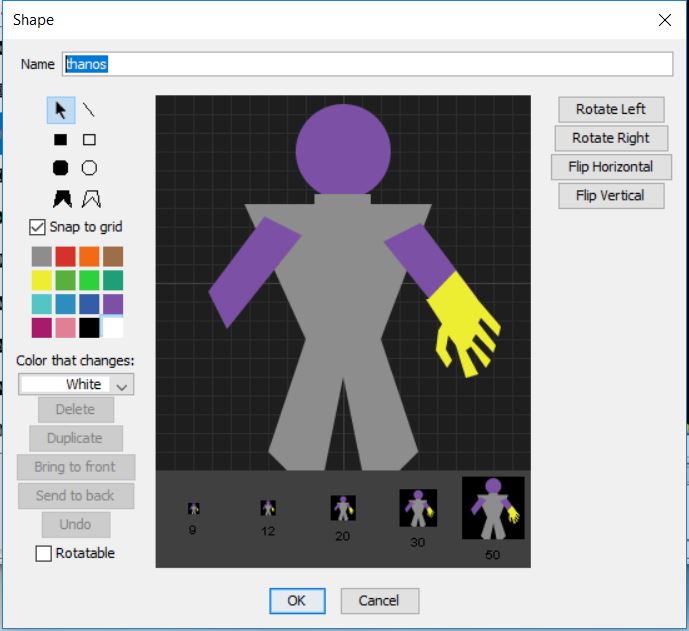 Shape
Name thanos
Rotate Left
Rotate Right
Flip Horizontal
Flip Vertical
Snap to grid
Color that changes:
White
Delete
Duplicate
Bring to front
Send to back
Undo
Rotatable
9
12
20
30
50
OK
Cancel